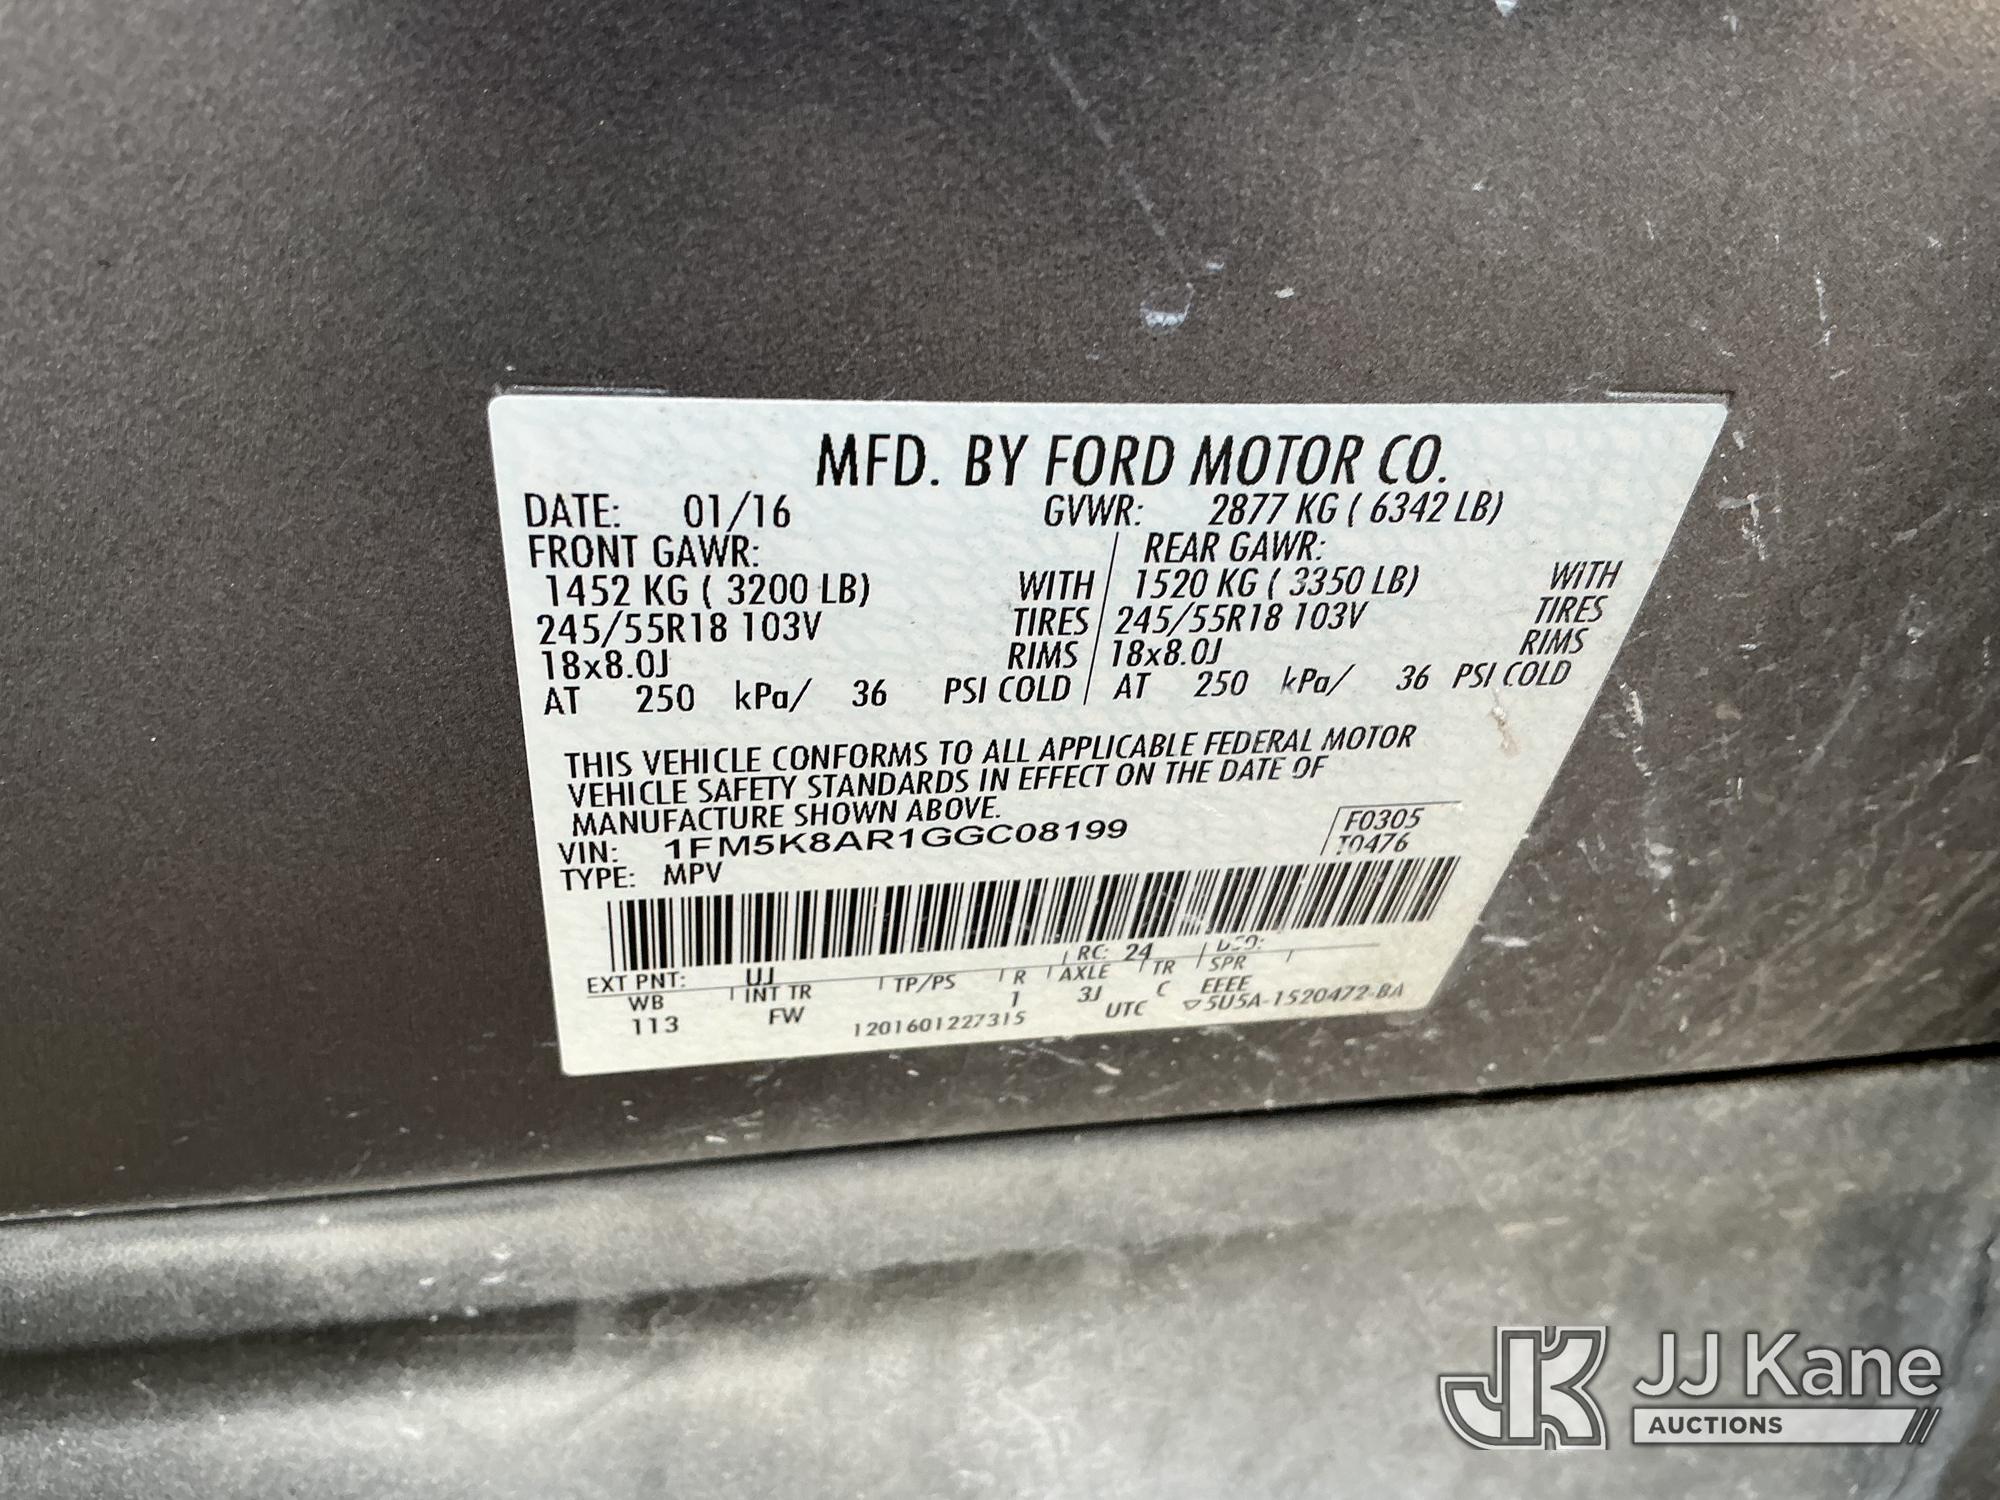 MFD. BY FORD MOTOR CO.
DATE: 01/16 GVWR: 2877 KG ( 6342 LB)
FRONT GAWR: REAR GAWR:
1452 KG ( 3200 LB) WITH 1520 KG ( 3350 LB) WITH
245/55R18 103V TIRES 245/55R18 103V TIRES
18x8.0J RIMS 18x8.0J RIMS
AT 250 kPa/ 36 PSI COLD AT 250 kPa/ 36 PSI COLD
THIS VEHICLE CONFORMS TO ALL APPLICABLE FEDERAL MOTOR
VEHICLE SAFETY STANDARDS IN EFFECT ON THE DATE OF
MANUFACTURE SHOWN ABOVE.
VIN: 1FM5K8AR1GGC08199 F0305
TYPE: MPV T0476
EXT PNT: UJ RC: 24 DSO:
WB INT TR TP/PS R AXLE TR SPR
113 FW 1 3J C EEEE
1201601227315 UTC ▽5U5A-1520472-BA
JK JJ Kane
AUCTIONS